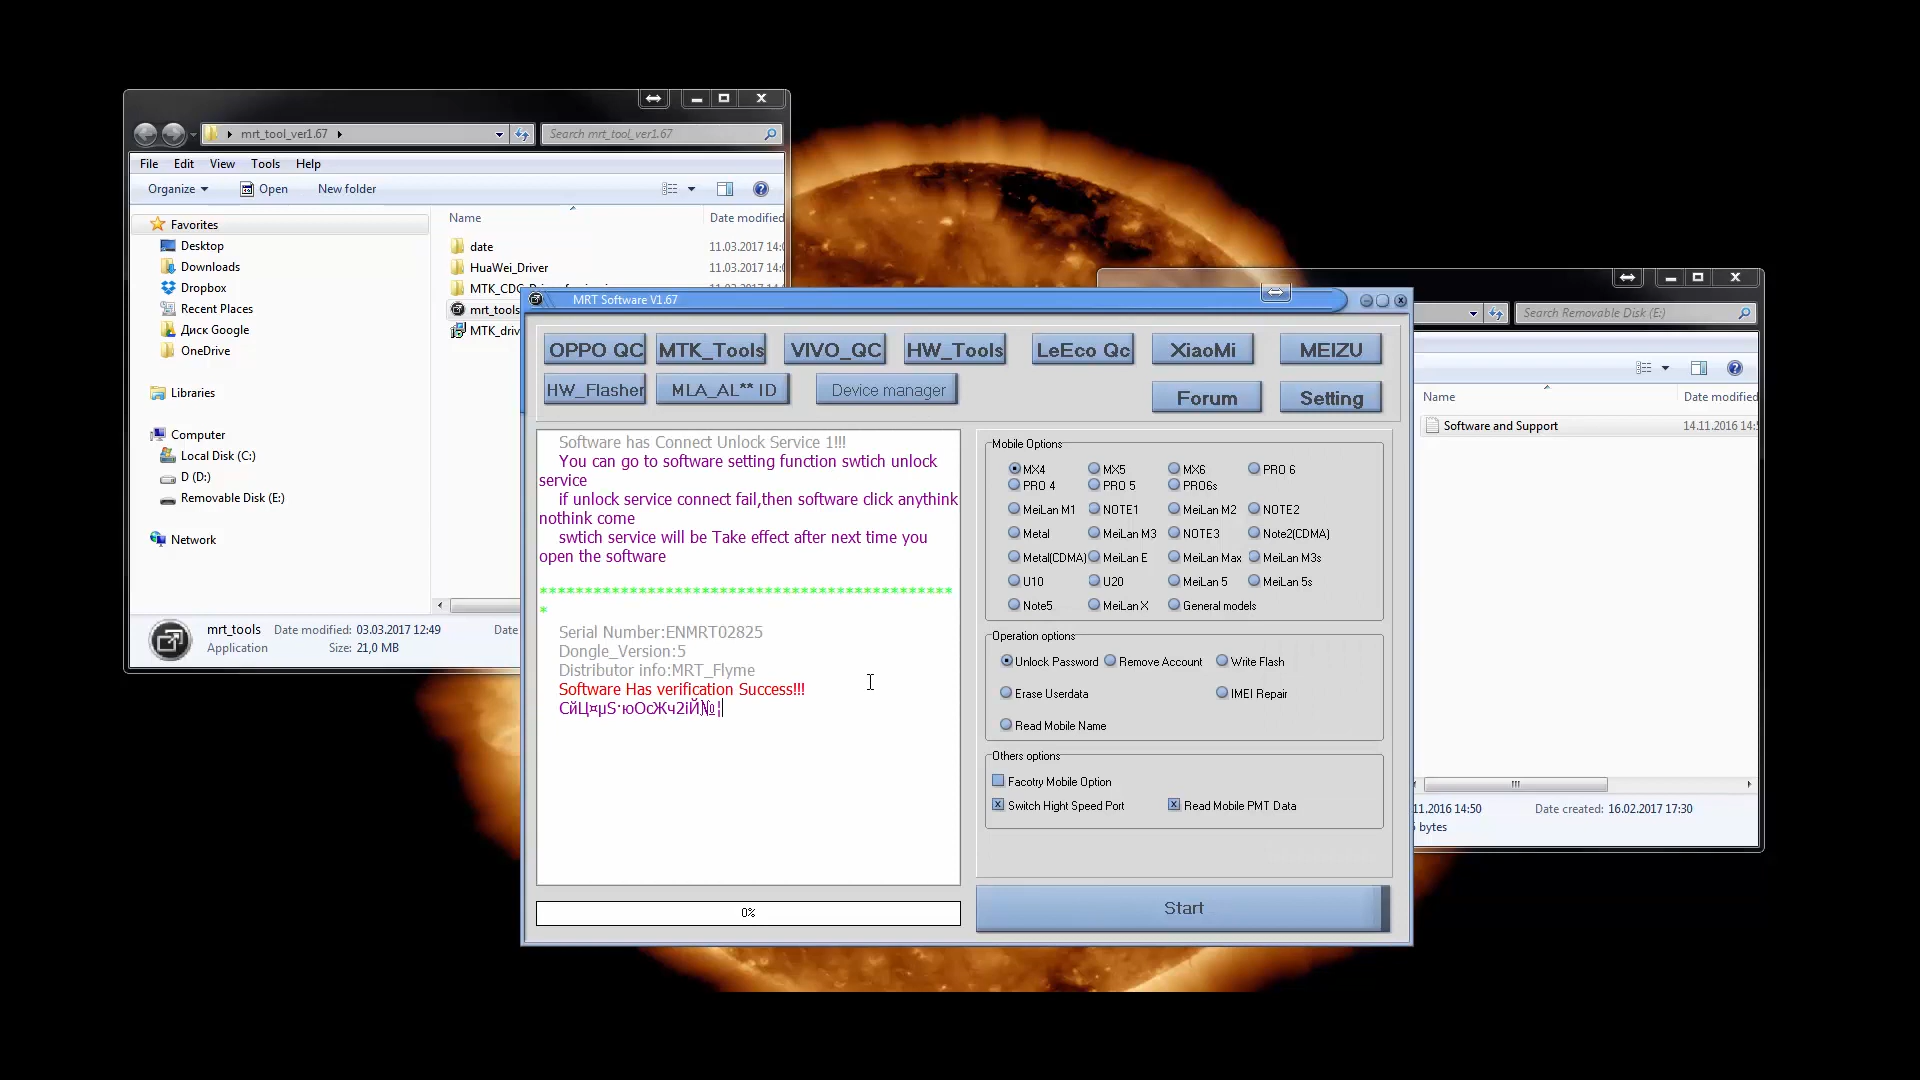 mrt_tool_ver1.67
Search mrt_tool_ver1.67
File Edit View Tools Help
Organize Open New folder
Favorites
Desktop
Downloads
Dropbox
Recent Places
Диск Google
OneDrive
Libraries
Computer
Local Disk (C:)
D (D:)
Removable Disk (E:)
Network
Name Date modified
date 11.03.2017 14:0
HuaWei_Driver 11.03.2017 14:0
mrt_tools
MTK_driv
mrt_tools Date modified: 03.03.2017 12:49 Date
Application Size: 21,0 MB
Search Removable Disk (E:)
Name Date modified
Software and Support 14.11.2016 14:5
11.2016 14:50 Date created: 16.02.2017 17:30
bytes
MRT Software V1.67
OPPO QC MTK_Tools VIVO_QC HW_Tools LeEco Qc XiaoMi MEIZU
HW_Flasher MLA_AL** ID Device manager Forum Setting
Software has Connect Unlock Service 1!!!
You can go to software setting function swtich unlock
service
if unlock service connect fail,then software click anythink
nothink come
swtich service will be Take effect after next time you
open the software
**********************************************
*
Serial Number:ENMRT02825
Dongle_Version:5
Distributor info:MRT_Flyme
Software Has verification Success!!!
0%
Mobile Options
MX4 MX5 MX6 PRO 6
PRO 4 PRO 5 PRO6s
MeiLan M1 NOTE1 MeiLan M2 NOTE2
Metal MeiLan M3 NOTE3 Note2(CDMA)
Metal(CDMA) MeiLan E MeiLan Max MeiLan M3s
U10 U20 MeiLan 5 MeiLan 5s
Note5 MeiLan X General models
Operation options
Unlock Password Remove Account Write Flash
Erase Userdata IMEI Repair
Read Mobile Name
Others options
Facotry Mobile Option
Switch Hight Speed Port Read Mobile PMT Data
Start